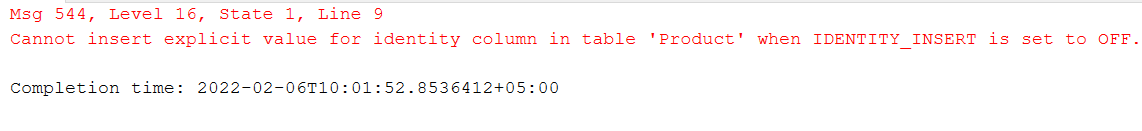 Msg 544, Level 16, State 1, Line 9
Cannot insert explicit value for identity column in table 'Product' when IDENTITY_INSERT is set to OFF.
Completion time: 2022-02-06T10:01:52.8536412+05:00